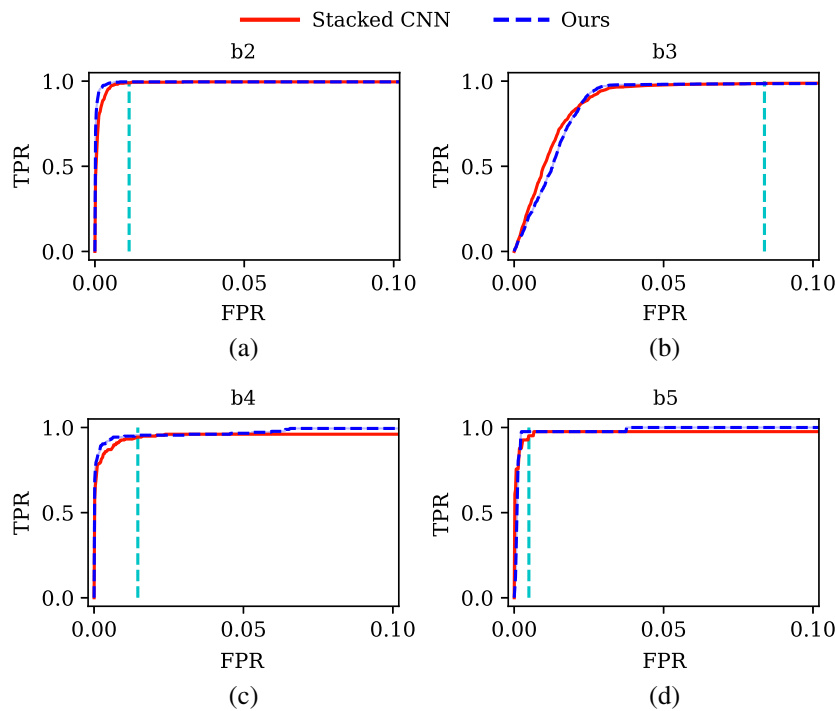 Stacked CNN Ours
b2 b3
1.0 1.0
TPR TPR
0.5 0.5
0.0 0.0
0.00 0.05 0.10 0.00 0.05 0.10
FPR FPR
(a) (b)
b4 b5
1.0 1.0
TPR TPR
0.5 0.5
0.0 0.0
0.00 0.05 0.10 0.00 0.05 0.10
FPR FPR
(c) (d)